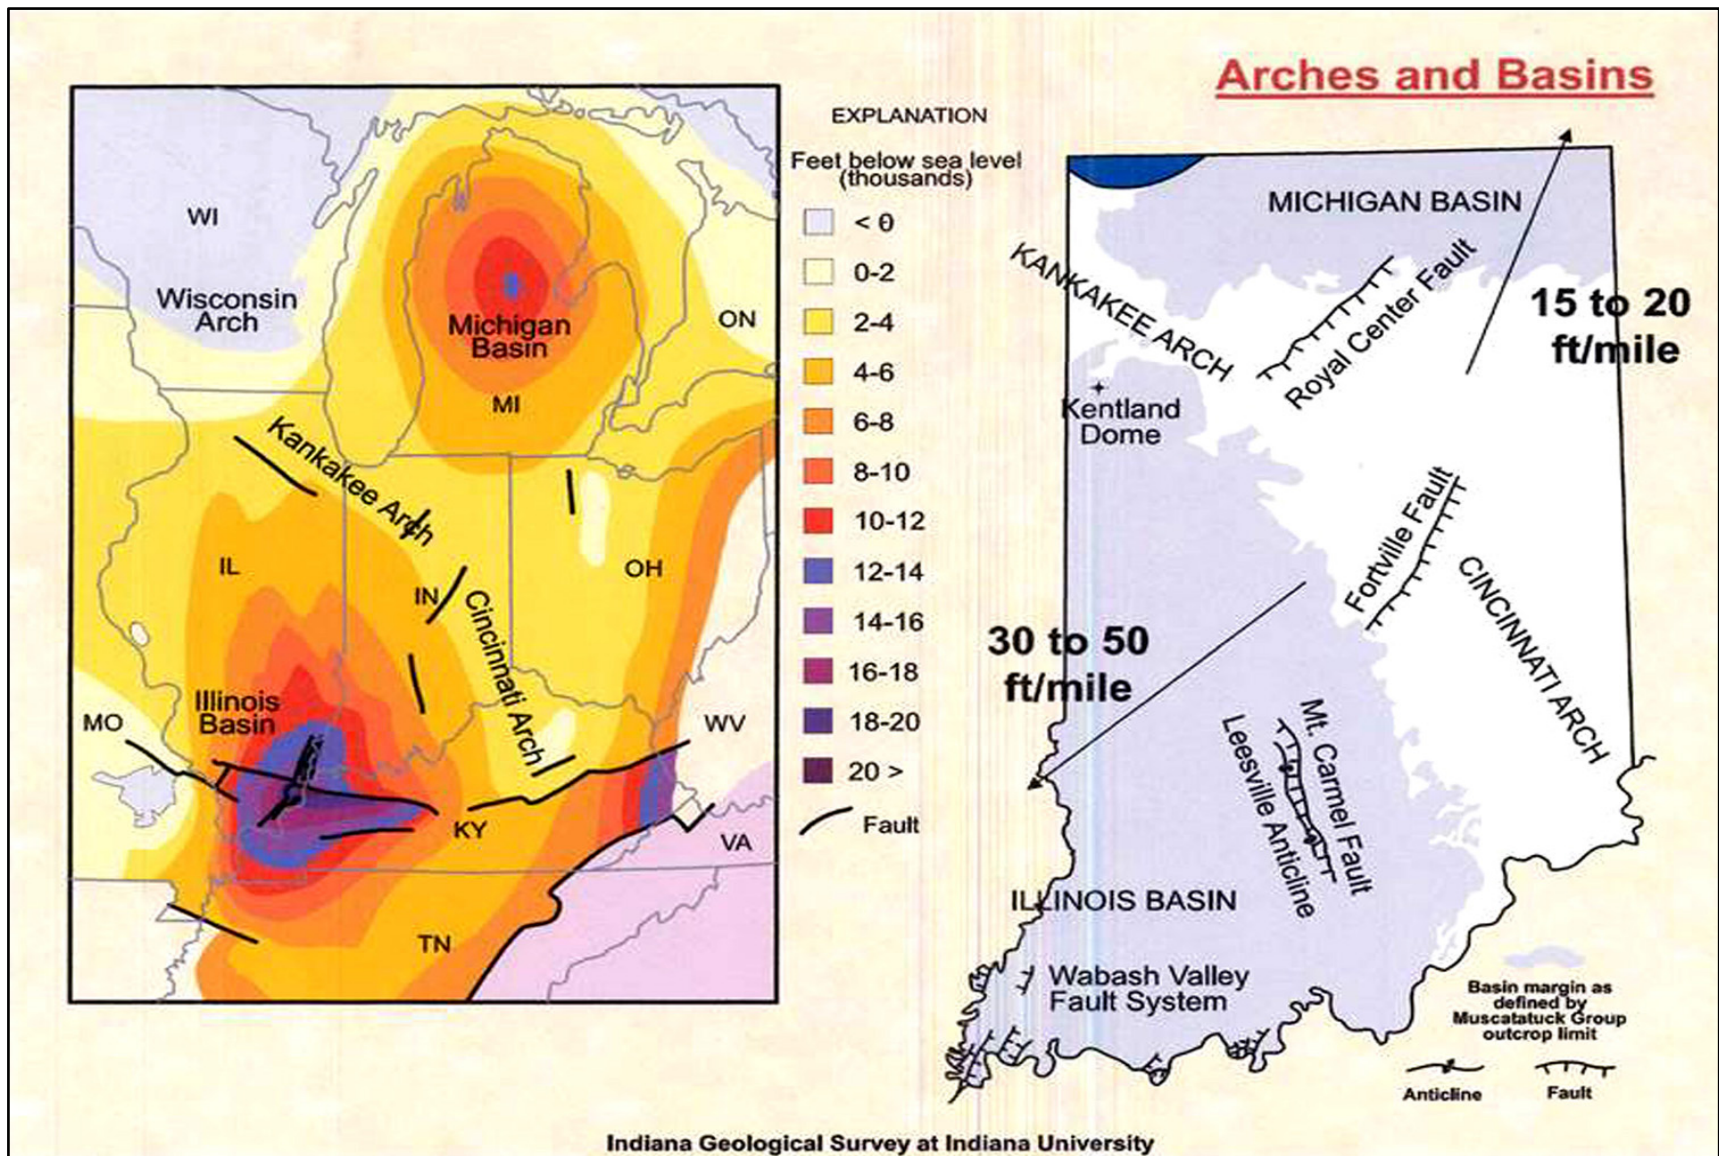 Arches and Basins
WI
Wisconsin
Arch
Michigan
Basin
ON
MI
Kankakee Arch
IL
IN
OH
Cincinnati Arch
Illinois
Basin
MO
WV
KY
VA
TN
EXPLANATION
Feet below sea level
(thousands)
< 0
0-2
2-4
4-6
6-8
8-10
10-12
12-14
14-16
16-18
18-20
20 >
Fault
MICHIGAN BASIN
KANKAKEE ARCH
Royal Center Fault
15 to 20
ft/mile
Kentland
Dome
Fortville Fault
CINCINNATI ARCH
30 to 50
ft/mile
Mt. Carmel Fault
Leesville Anticline
ILLINOIS BASIN
Wabash Valley
Fault System
Basin margin as
defined by
Muscatatuck Group
outcrop limit
Anticline
Fault
Indiana Geological Survey at Indiana University